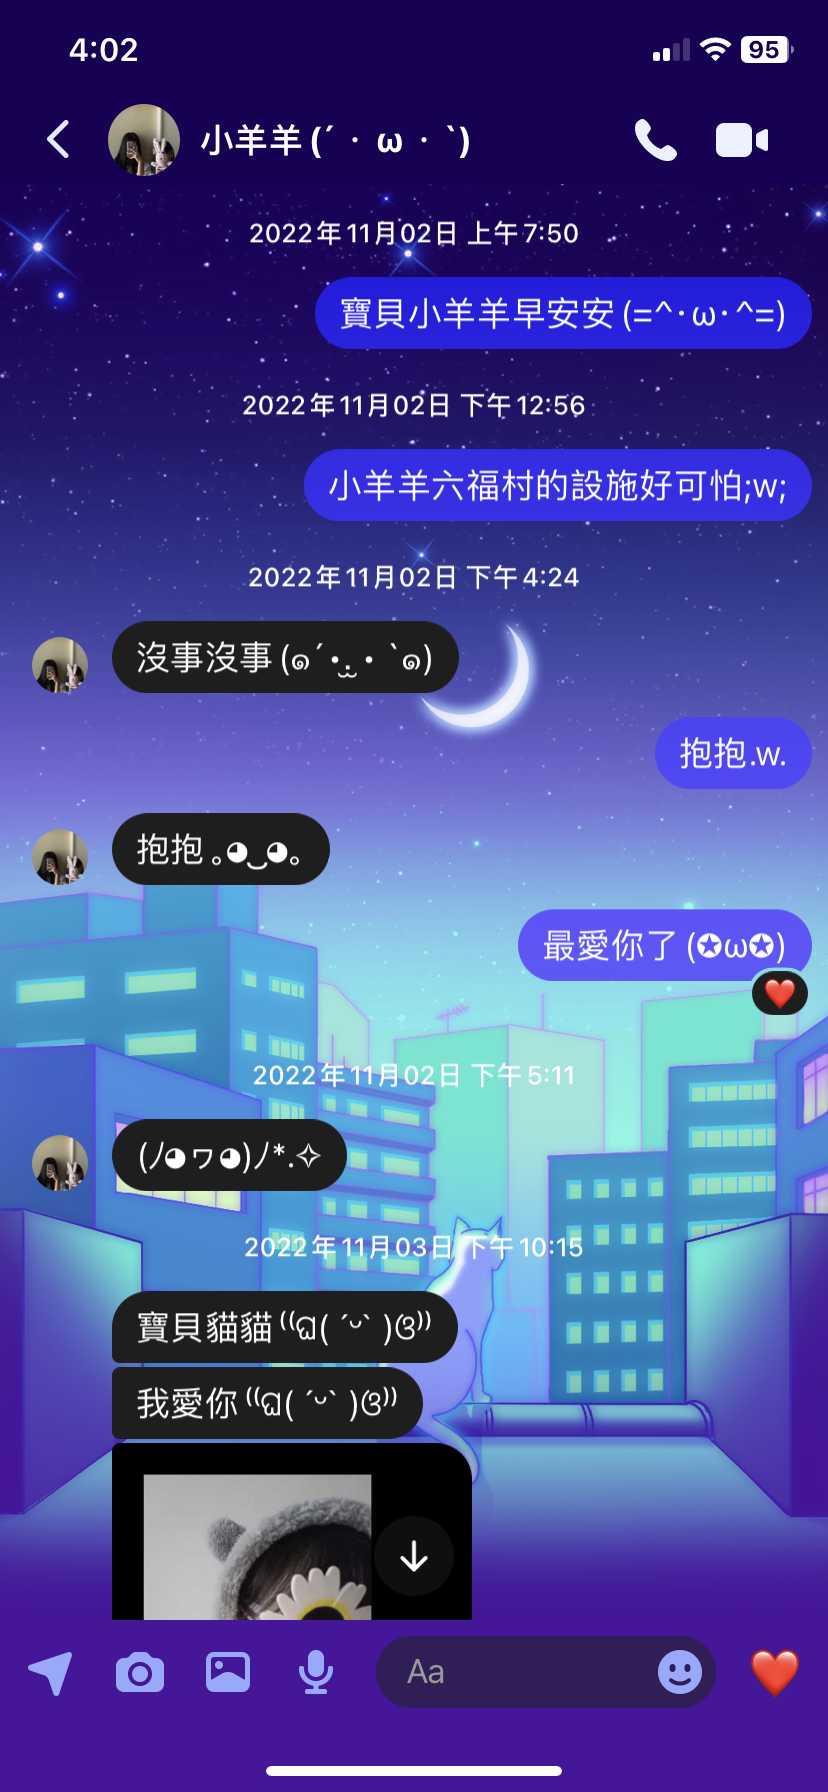 4:02
95
小羊羊 (´・ω・`)
2022年11月02日 上午7:50
寶貝小羊羊早安安 (=^･ω･^=)
2022年11月02日 下午12:56
小羊羊六福村的設施好可怕;w;
2022年11月02日 下午4:24
沒事沒事 (๑´•.̫ • `๑)
抱抱.w.
抱抱 ｡◕‿◕｡
最愛你了 (✪ω✪)
2022年11月02日 下午5:11
(ﾉ◕ヮ◕)ﾉ*.✧
2022年11月03日 下午10:15
寶貝貓貓 ⁽⁽ଘ( ˊᵕˋ )ଓ⁾⁾
我愛你 ⁽⁽ଘ( ˊᵕˋ )ଓ⁾⁾
Aa